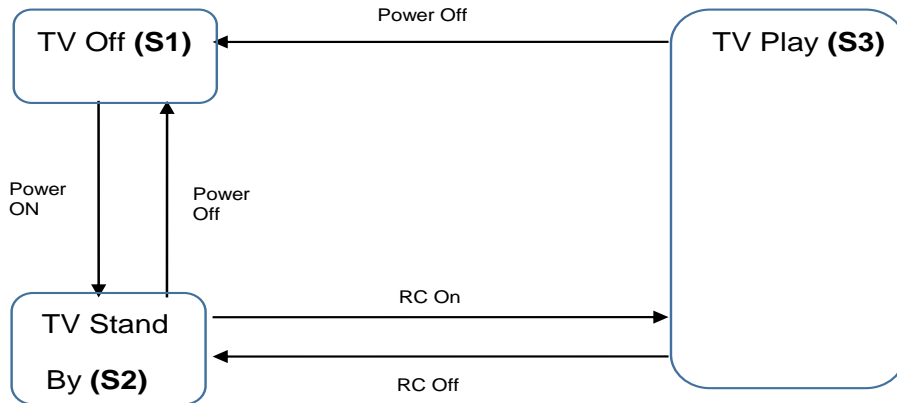 Power Off
TV Off (S1)
TV Play (S3)
Power
ON
Power
Off
RC On
TV Stand
By (S2)
RC Off